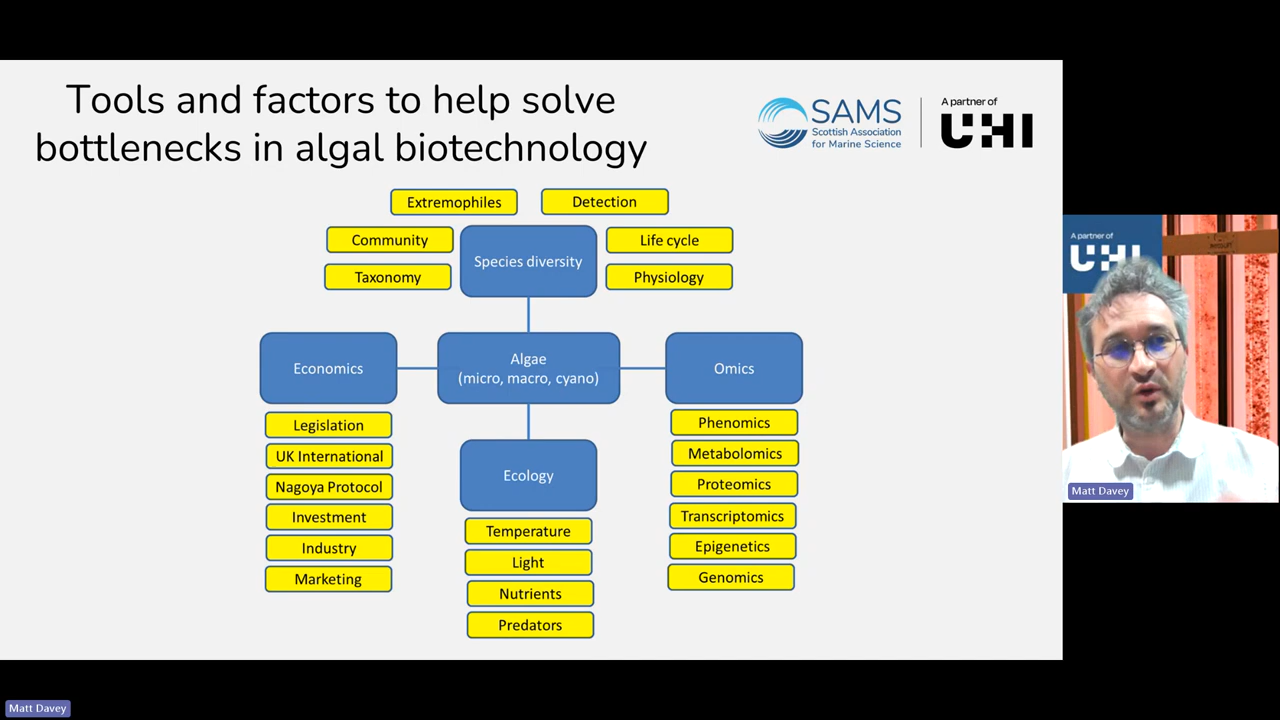 Tools and factors to help solve
bottlenecks in algal biotechnology
SAMS
Scottish Association
for Marine Science
A partner of
UHI
Extremophiles
Detection
Community
Taxonomy
Species diversity
Life cycle
Physiology
Economics
Algae
(micro, macro, cyano)
Omics
Legislation
UK International
Nagoya Protocol
Investment
Industry
Marketing
Ecology
Temperature
Light
Nutrients
Predators
Phenomics
Metabolomics
Proteomics
Transcriptomics
Epigenetics
Genomics
A partner of
UHI
Matt Davey
Matt Davey